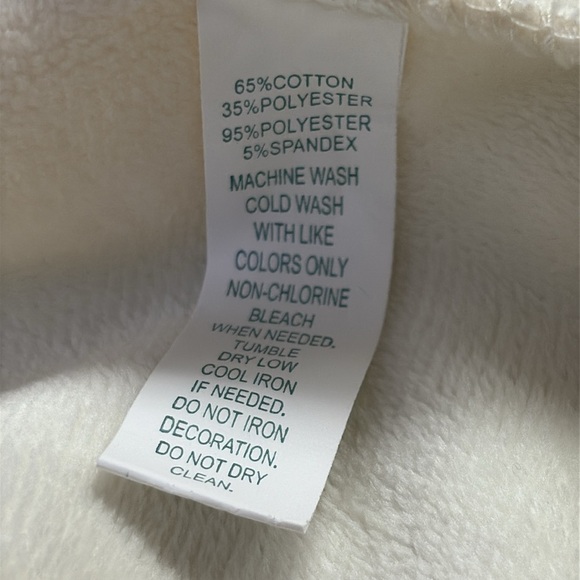 65%COTTON
35%POLYESTER
95%POLYESTER
5%SPANDEX
MACHINE WASH
COLD WASH
WITH LIKE
COLORS ONLY
NON-CHLORINE
BLEACH
WHEN NEEDED.
TUMBLE
DRY LOW
COOL IRON
IF NEEDED.
DO NOT IRON
DECORATION.
DO NOT DRY
CLEAN.